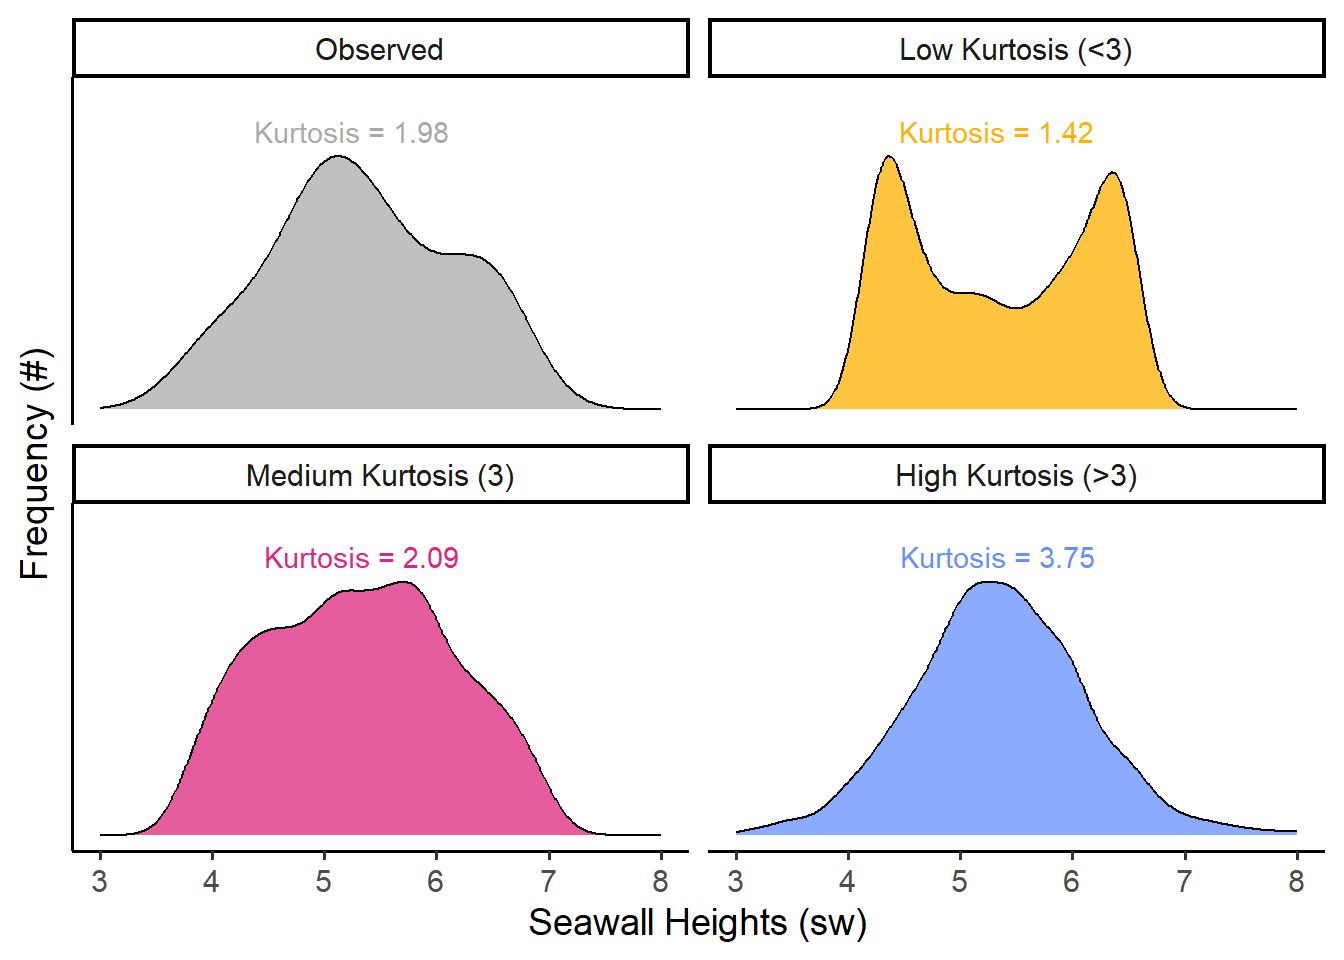 Observed
Low Kurtosis (<3)
Kurtosis = 1.98
Kurtosis = 1.42
Medium Kurtosis (3)
High Kurtosis (>3)
Kurtosis = 2.09
Kurtosis = 3.75
Frequency (#)
3 4 5 6 7 8
3 4 5 6 7 8
Seawall Heights (sw)